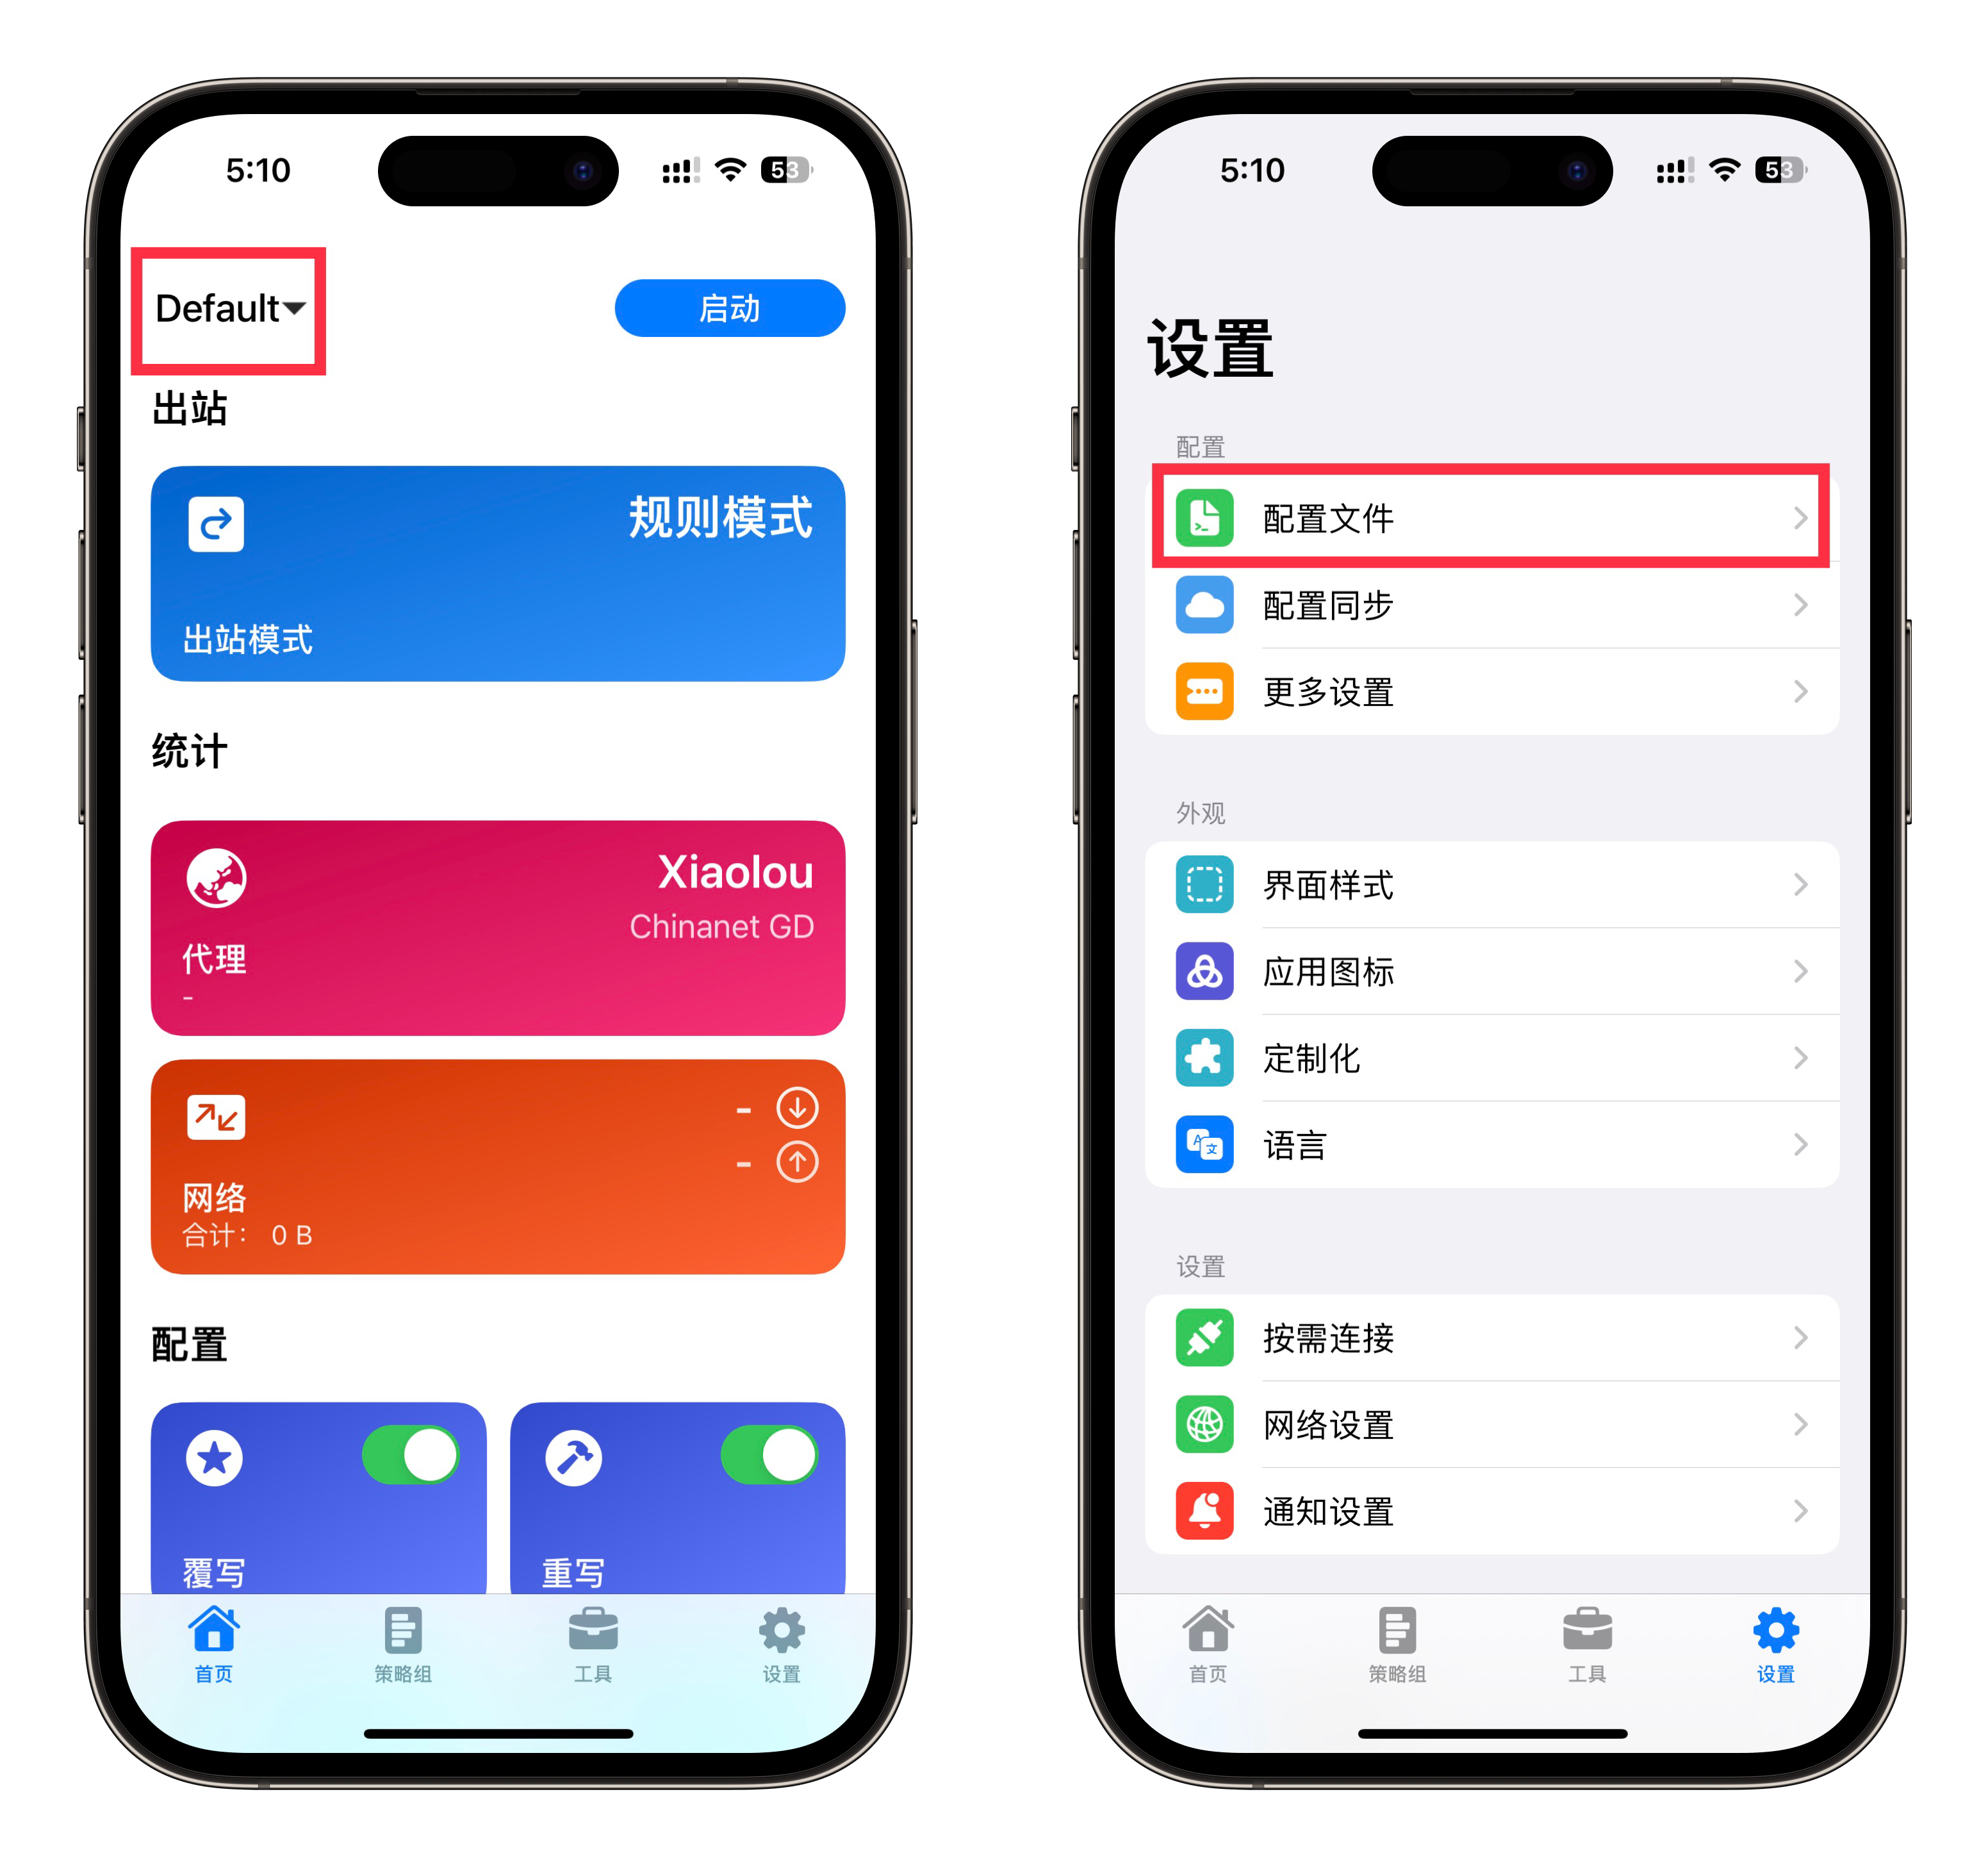 5:10
53
Default
启动
出站
规则模式
出站模式
统计
Xiaolou
Chinanet GD
代理
-
-
-
网络
合计： 0 B
配置
覆写
重写
首页
策略组
工具
设置
5:10
53
设置
配置
配置文件
配置同步
更多设置
外观
界面样式
应用图标
定制化
A
文
语言
设置
按需连接
网络设置
通知设置
首页
策略组
工具
设置